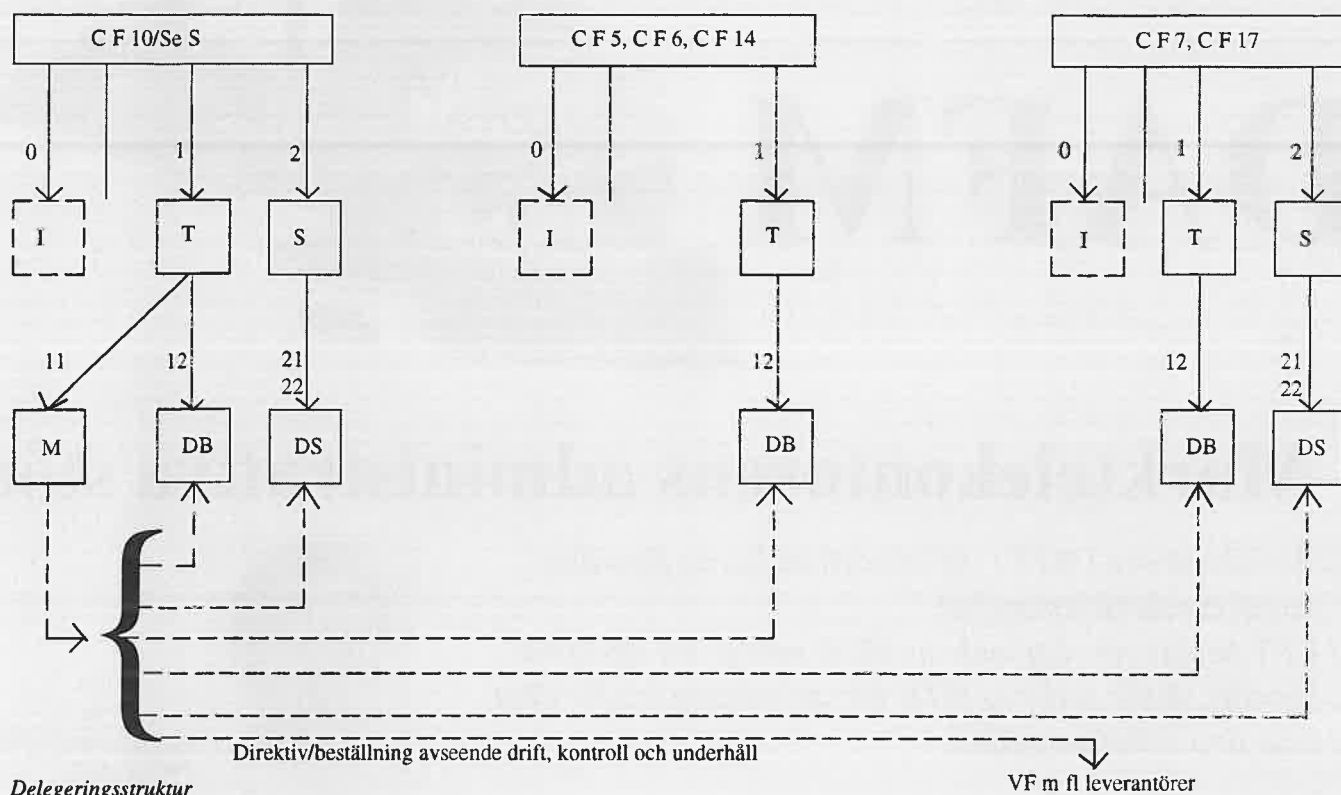 C F 10/Se S
C F 5, C F 6, C F 14
C F 7, C F 17
0 1 2
0 1
0 1 2
I T S
I T
I T S
11 12 21
22
12
12 21
22
M DB DS
DB
DB DS
Direktiv/beställning avseende drift, kontroll och underhåll
Delegeringsstruktur
VF m fl leverantörer